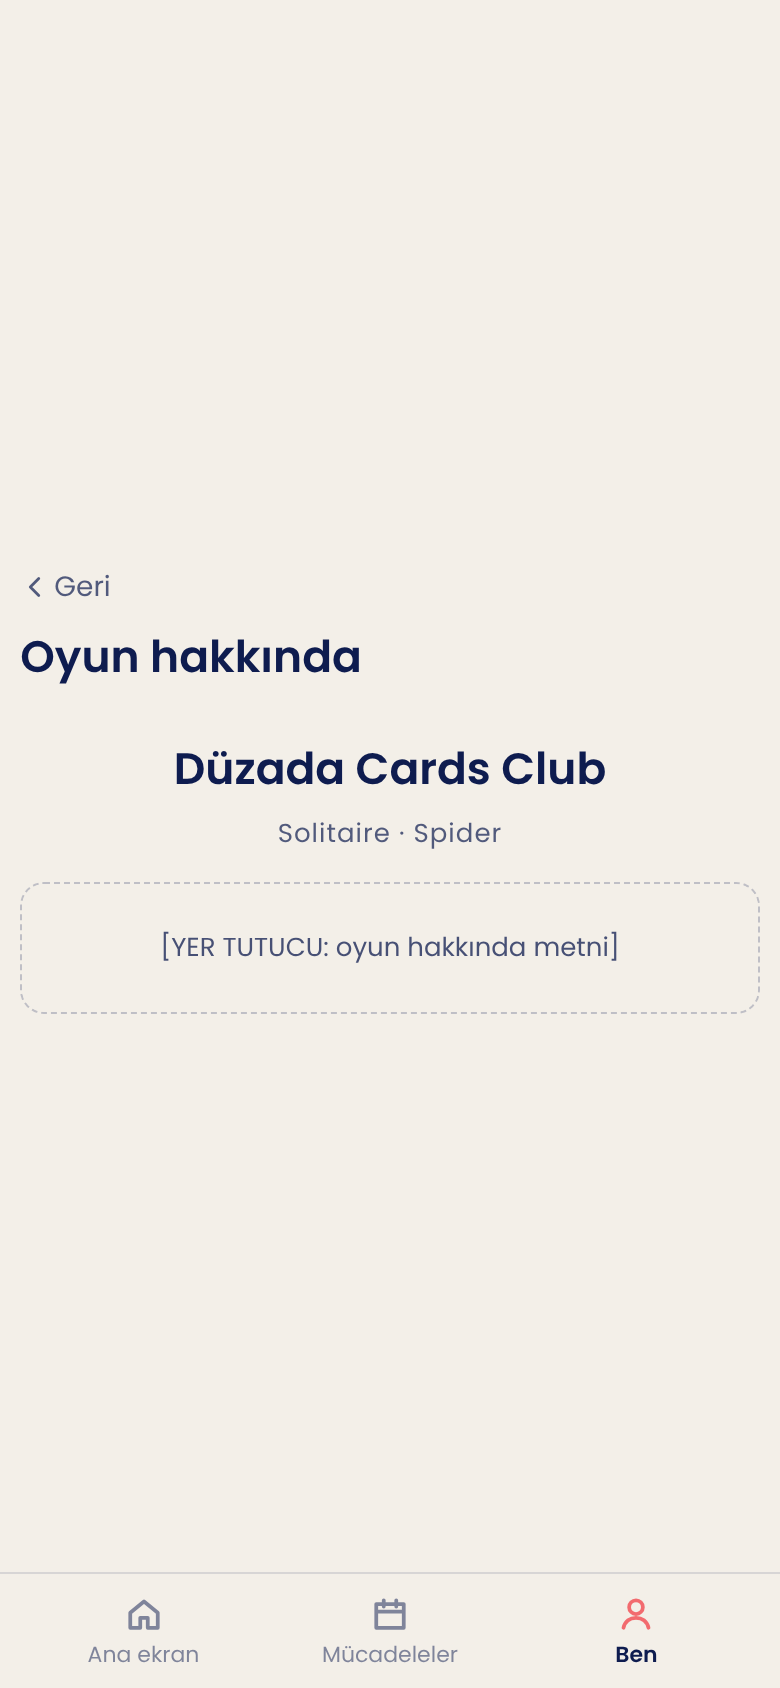 Geri
Oyun hakkında
Düzada Cards Club
Solitaire · Spider
[YER TUTUCU: oyun hakkında metni]
Ana ekran
Mücadeleler
Ben